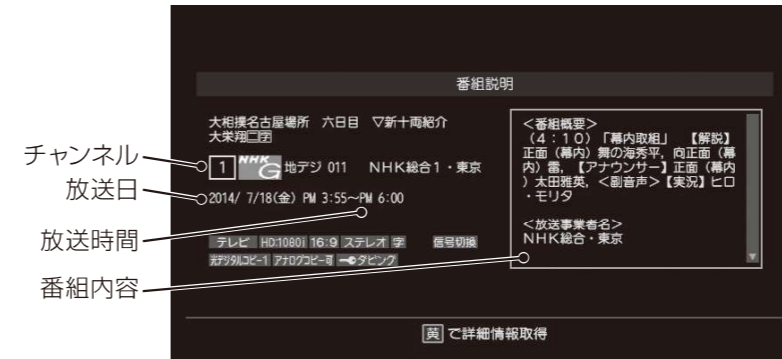 番組説明
大相撲名古屋場所 六日目 ▽新十両紹介
大栄翔二字
1 NHK G 地デジ 011 NHK総合1・東京
2014/ 7/18(金) PM 3:55～PM 6:00
テレビ HD:1080i 16:9 ステレオ 字 信号切換
光デジタルコピー1 アナログコピー可 ダビング
<番組概要>
(4:10)「幕内取組」 【解説】
正面(幕内)舞の海秀平, 向正面(幕
内)雷, 【アナウンサー】正面(幕内
)太田雅英, <副音声>【実況】ヒロ
・モリタ
<放送事業者名>
NHK総合・東京
黄 で詳細情報取得
チャンネル
放送日
放送時間
番組内容